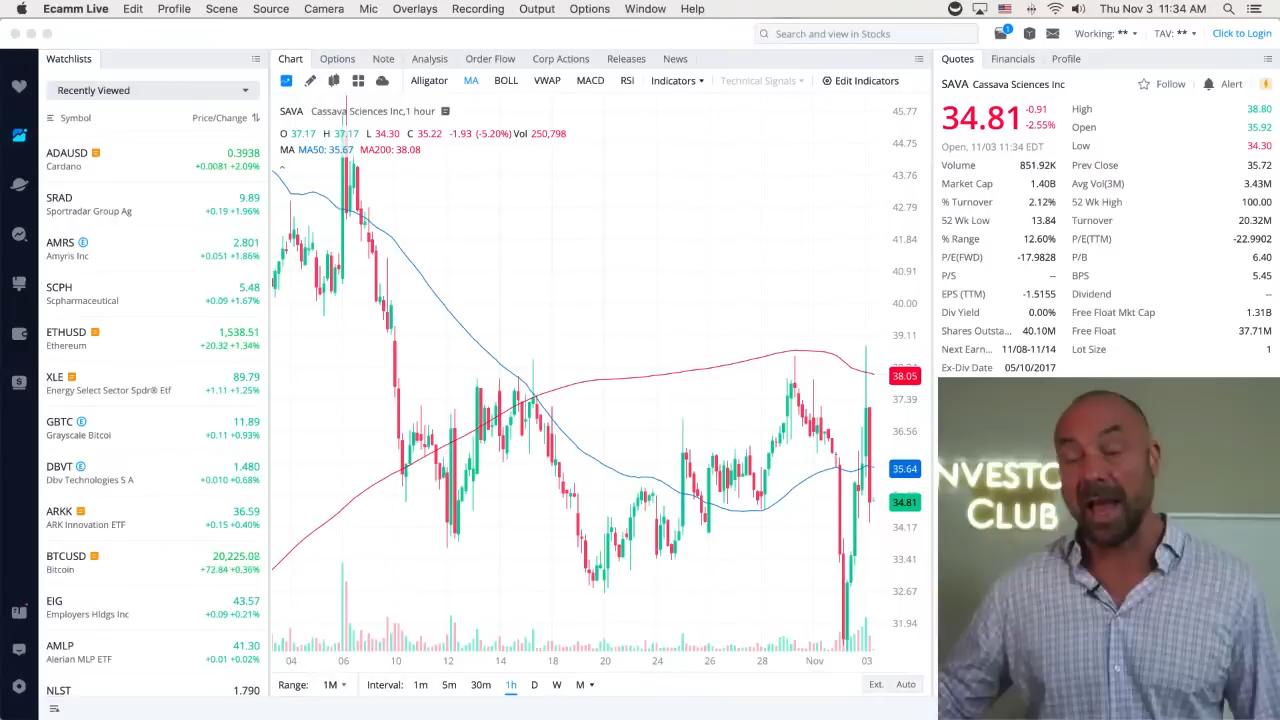 Ecamm Live Edit Profile Scene Source Camera Mic Overlays Recording Output Options Window Help Thu Nov 3 11:34 AM
Search and view in Stocks 1 Working: ** TAV: ** Click to Login
Watchlists
Recently Viewed
Symbol Price/Change
ADAUSD 0.3938
Cardano +0.0081 +2.09%
SRAD 9.89
Sportradar Group Ag +0.19 +1.96%
AMRS E 2.801
Amyris Inc +0.051 +1.86%
SCPH 5.48
Scpharmaceutical +0.09 +1.67%
ETHUSD 1,538.51
Ethereum +20.32 +1.34%
XLE 89.79
Energy Select Sector Spdr® Etf +1.11 +1.25%
GBTC E 11.89
Grayscale Bitcoi +0.11 +0.93%
DBVT E 1.480
Dbv Technologies S A +0.010 +0.68%
ARKK 36.59
ARK Innovation ETF +0.15 +0.40%
BTCUSD 20,225.08
Bitcoin +72.84 +0.36%
EIG 43.57
Employers Hldgs Inc +0.09 +0.21%
AMLP 41.30
Alerian MLP ETF +0.01 +0.02%
NLST 1.790
Chart Options Note Analysis Order Flow Corp Actions Releases News
Alligator MA BOLL VWAP MACD RSI Indicators Technical Signals Edit Indicators
SAVA Cassava Sciences Inc,1 hour
O 37.17 H 37.17 L 34.30 C 35.22 -1.93 (-5.20%) Vol 250,798
MA MA50: 35.67 MA200: 38.08
45.77
44.75
43.76
42.79
41.84
40.91
40.00
39.11
38.05
37.39
36.56
35.64
34.81
34.17
33.41
32.67
31.94
04 06 10 12 14 18 20 24 26 28 Nov 03
Range: 1M Interval: 1m 5m 30m 1h D W M Ext. Auto
Quotes Financials Profile
SAVA Cassava Sciences Inc Follow Alert
34.81 -0.91 -2.55%
Open, 11/03 11:34 EDT
High 38.80
Open 35.92
Low 34.30
Volume 851.92K Prev Close 35.72
Market Cap 1.40B Avg Vol(3M) 3.43M
% Turnover 2.12% 52 Wk High 100.00
52 Wk Low 13.84 Turnover 20.32M
% Range 12.60% P/E(TTM) -22.9902
P/E(FWD) -17.9828 P/B 6.40
P/S -- BPS 5.45
EPS (TTM) -1.5155 Dividend --
Div Yield 0.00% Free Float Mkt Cap 1.31B
Shares Outsta... 40.10M Free Float 37.71M
Next Earn... 11/08-11/14 Lot Size 1
Ex-Div Date 05/10/2017
NVESTO
CLUB